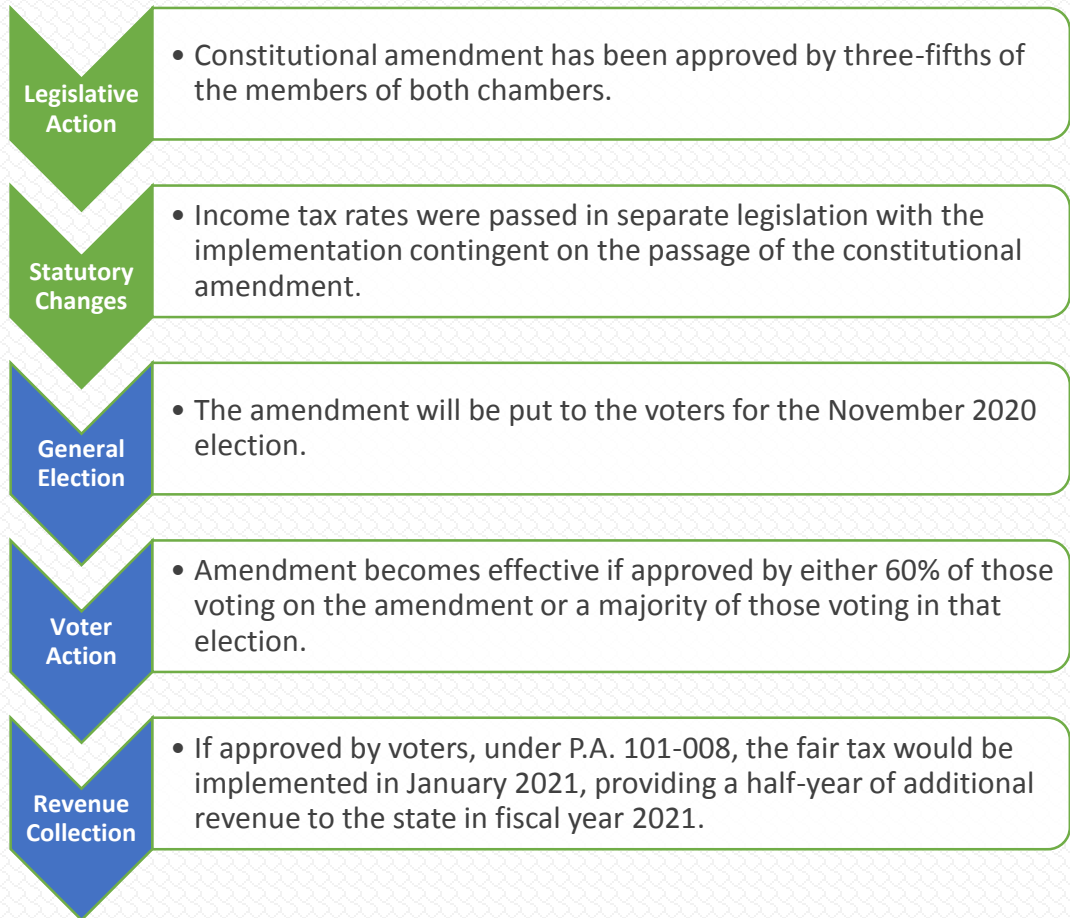 Legislative
Action
• Constitutional amendment has been approved by three-fifths of
the members of both chambers.
Statutory
Changes
• Income tax rates were passed in separate legislation with the
implementation contingent on the passage of the constitutional
amendment.
General
Election
• The amendment will be put to the voters for the November 2020
election.
Voter
Action
• Amendment becomes effective if approved by either 60% of those
voting on the amendment or a majority of those voting in that
election.
Revenue
Collection
• If approved by voters, under P.A. 101-008, the fair tax would be
implemented in January 2021, providing a half-year of additional
revenue to the state in fiscal year 2021.